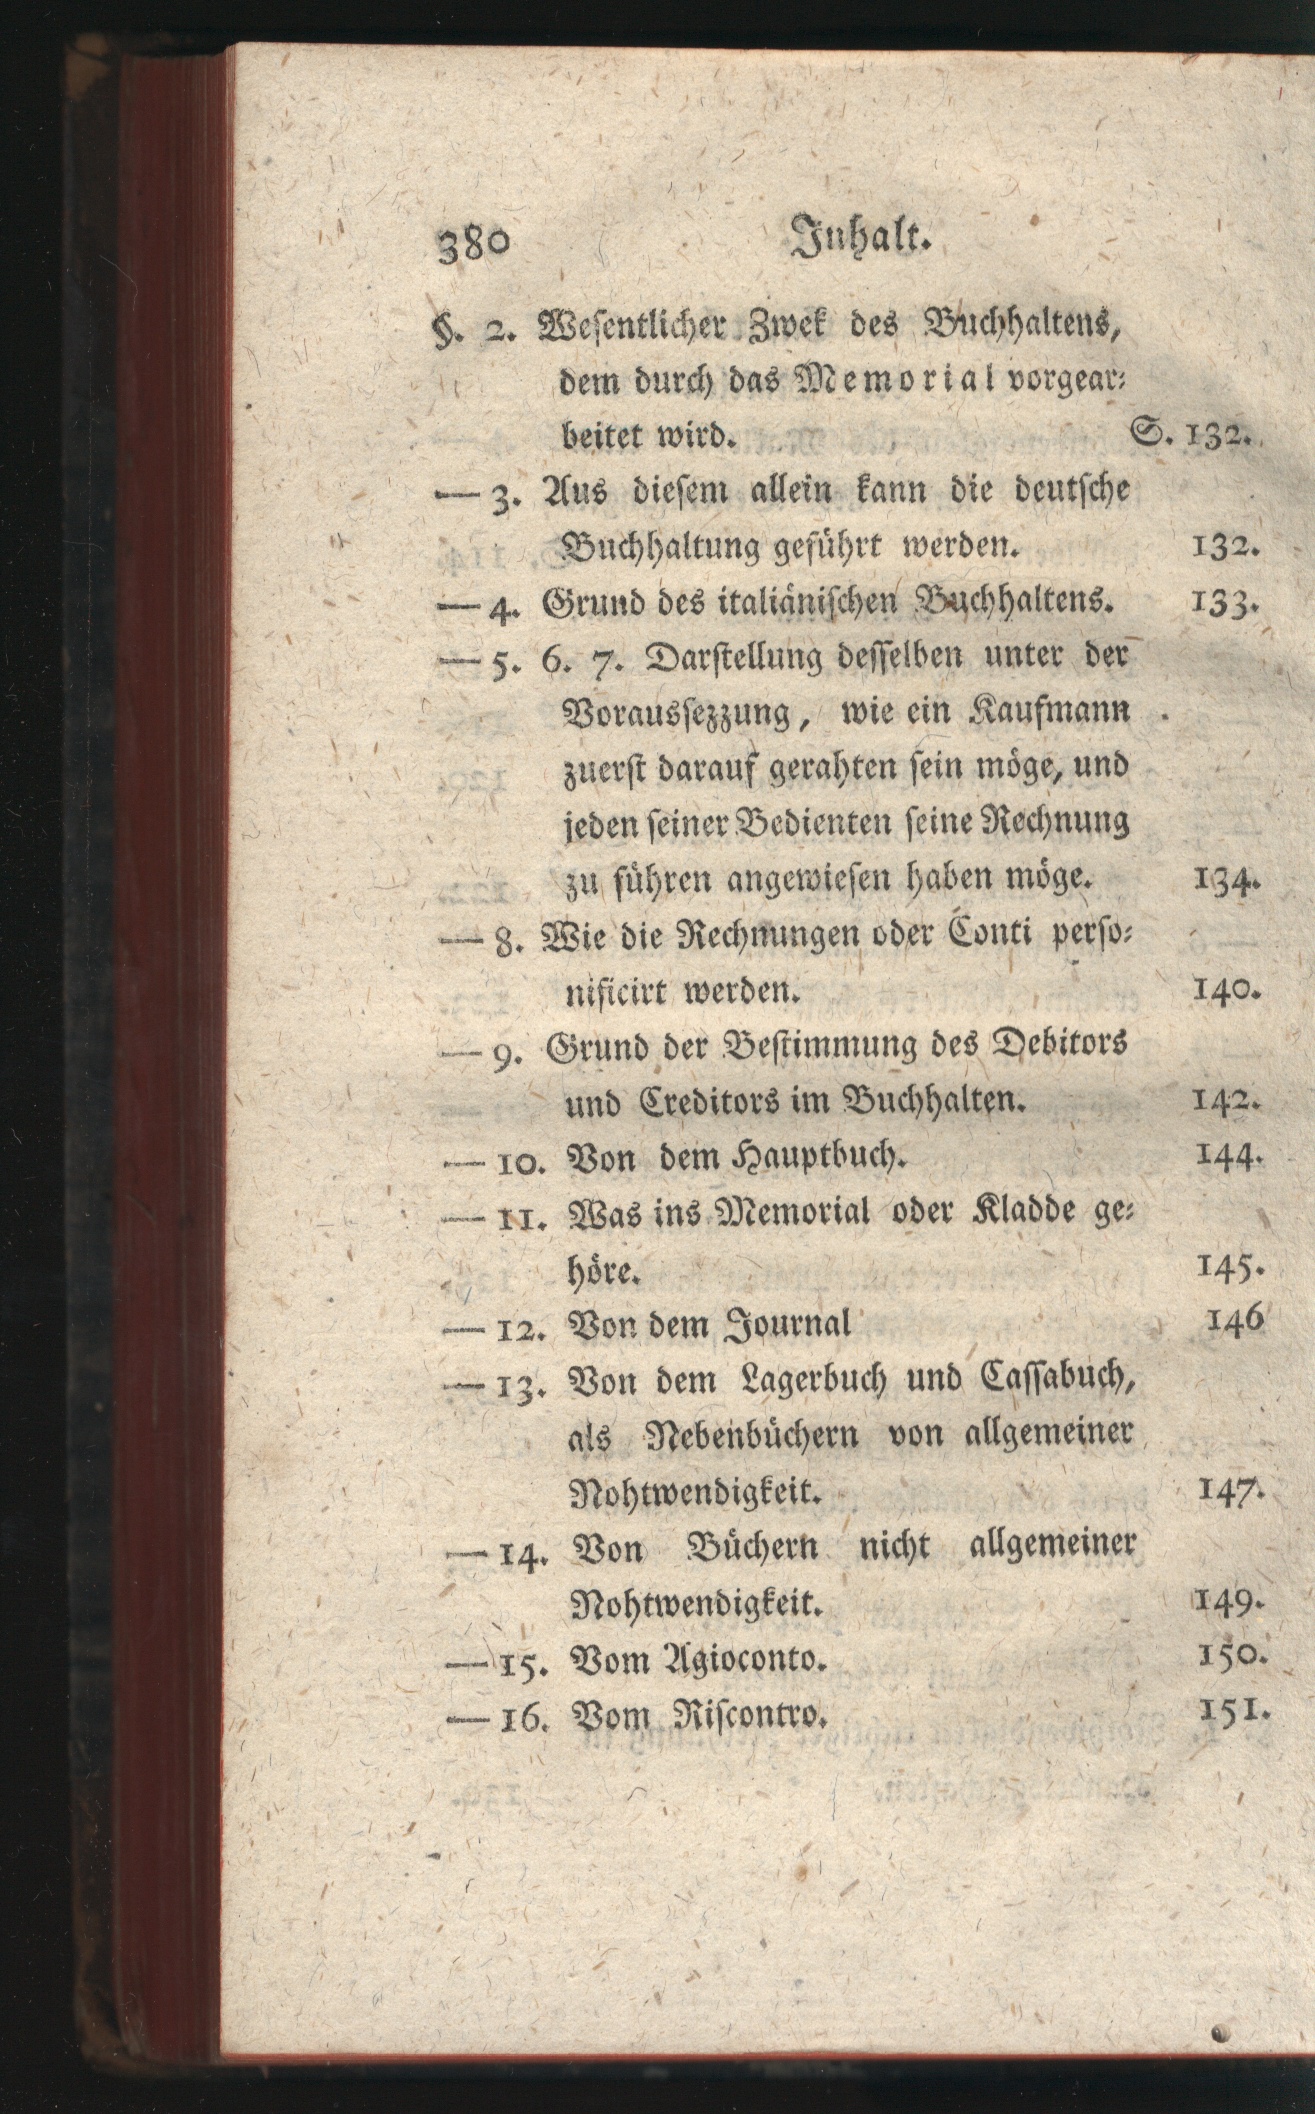 380 Inhalt.
§. 2. Wesentlicher Zwek des Buchhaltens,
dem durch das Memorial vorgear-
beitet wird. S. 132.
— 3. Aus diesem allein kann die deutsche
Buchhaltung geführt werden. 132.
— 4. Grund des italiänischen Buchhaltens. 133.
— 5. 6. 7. Darstellung desselben unter der
Voraussezzung, wie ein Kaufmann
zuerst darauf gerahten sein möge, und
jeden seiner Bedienten seine Rechnung
zu führen angewiesen haben möge. 134.
— 8. Wie die Rechnungen oder Conti perso-
nificirt werden. 140.
— 9. Grund der Bestimmung des Debitors
und Creditors im Buchhalten. 142.
— 10. Von dem Hauptbuch. 144.
— 11. Was ins Memorial oder Kladde ge-
höre. 145.
— 12. Von dem Journal 146
— 13. Von dem Lagerbuch und Cassabuch,
als Nebenbüchern von allgemeiner
Nohtwendigkeit. 147.
— 14. Von Büchern nicht allgemeiner
Nohtwendigkeit. 149.
— 15. Vom Agioconto. 150.
— 16. Vom Riscontro. 151.